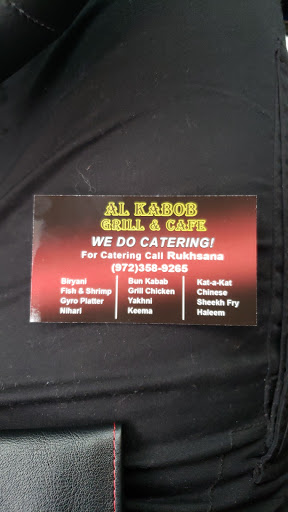 AL KABOB
GRILL & CAFE
WE DO CATERING!
For Catering Call Rukhsana
(972)358-9265
Biryani
Fish & Shrimp
Gyro Platter
Nihari
Bun Kabab
Grill Chicken
Yakhni
Keema
Kat-a-Kat
Chinese
Sheekh Fry
Haleem